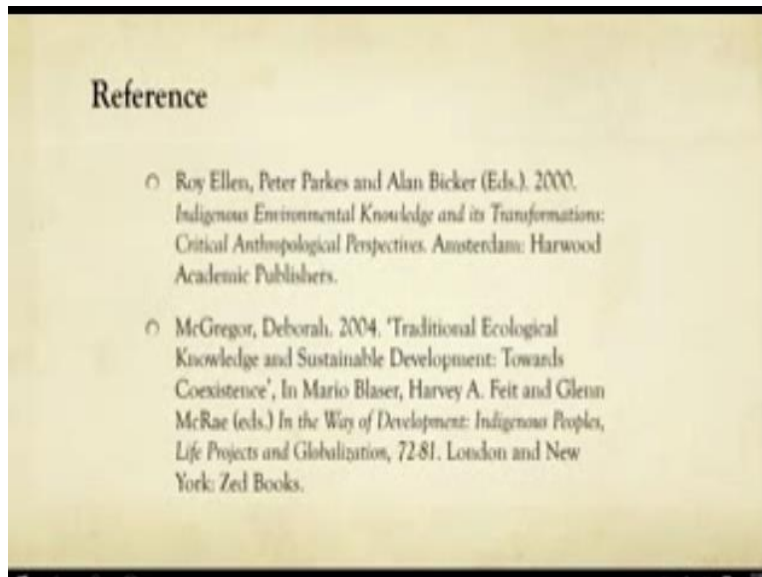 Reference
Roy Ellen, Peter Parkes and Alan Bicker (Eds.). 2000.
Indigenous Environmental Knowledge and its Transformations:
Critical Anthropological Perspectives. Amsterdam: Harwood
Academic Publishers.
McGregor, Deborah. 2004. 'Traditional Ecological
Knowledge and Sustainable Development: Towards
Coexistence', In Mario Blaser, Harvey A. Feit and Glenn
McRae (eds.) In the Way of Development: Indigenous Peoples,
Life Projects and Globalization, 72-81. London and New
York: Zed Books.